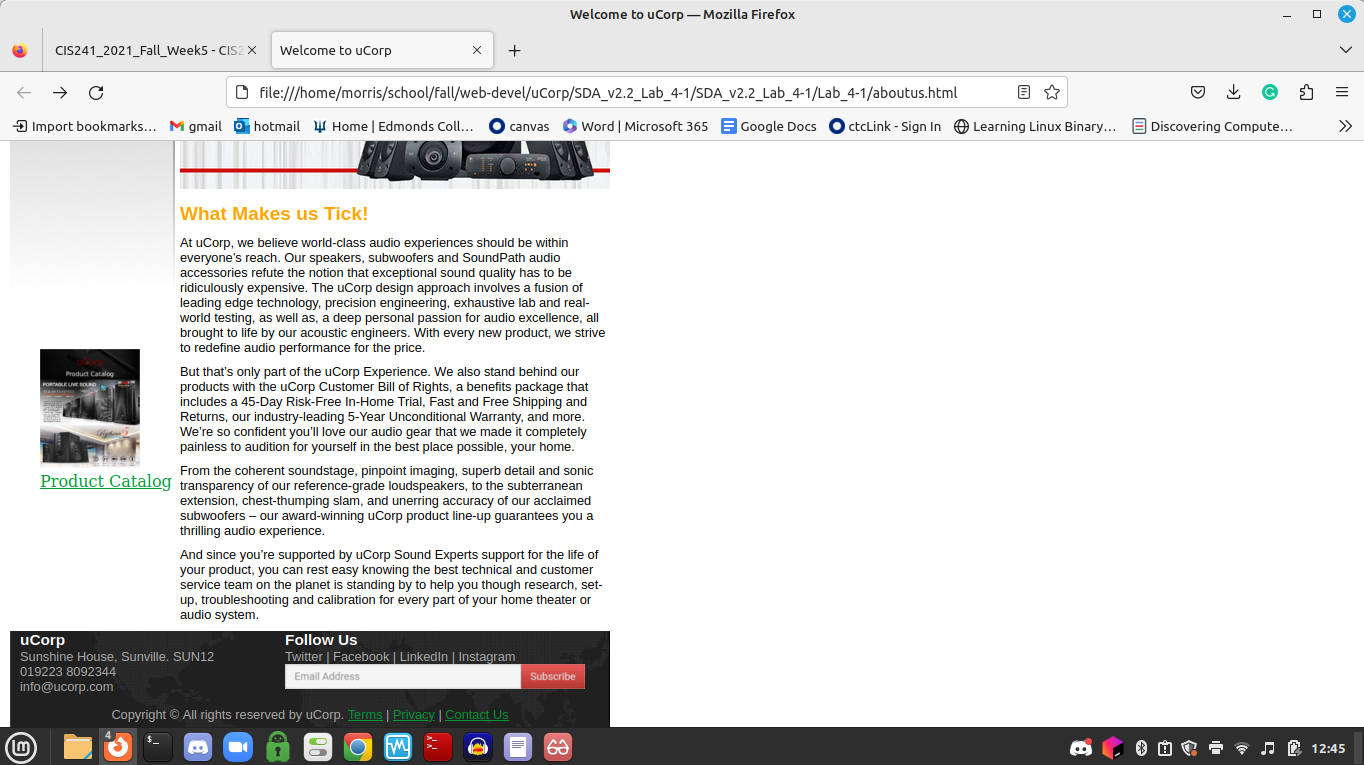 Welcome to uCorp — Mozilla Firefox
CIS241_2021_Fall_Week5 - CIS2
Welcome to uCorp
file:///home/morris/school/fall/web-devel/uCorp/SDA_v2.2_Lab_4-1/SDA_v2.2_Lab_4-1/Lab_4-1/aboutus.html
Import bookmarks… gmail hotmail Home | Edmonds Coll… canvas Word | Microsoft 365 Google Docs ctcLink - Sign In Learning Linux Binary… Discovering Compute…
What Makes us Tick!
At uCorp, we believe world-class audio experiences should be within
everyone’s reach. Our speakers, subwoofers and SoundPath audio
accessories refute the notion that exceptional sound quality has to be
ridiculously expensive. The uCorp design approach involves a fusion of
leading edge technology, precision engineering, exhaustive lab and real-
world testing, as well as, a deep personal passion for audio excellence, all
brought to life by our acoustic engineers. With every new product, we strive
to redefine audio performance for the price.
But that’s only part of the uCorp Experience. We also stand behind our
products with the uCorp Customer Bill of Rights, a benefits package that
includes a 45-Day Risk-Free In-Home Trial, Fast and Free Shipping and
Returns, our industry-leading 5-Year Unconditional Warranty, and more.
We’re so confident you’ll love our audio gear that we made it completely
painless to audition for yourself in the best place possible, your home.
From the coherent soundstage, pinpoint imaging, superb detail and sonic
transparency of our reference-grade loudspeakers, to the subterranean
extension, chest-thumping slam, and unerring accuracy of our acclaimed
subwoofers – our award-winning uCorp product line-up guarantees you a
thrilling audio experience.
And since you’re supported by uCorp Sound Experts support for the life of
your product, you can rest easy knowing the best technical and customer
service team on the planet is standing by to help you though research, set-
up, troubleshooting and calibration for every part of your home theater or
audio system.
uCorp
Product Catalog
PORTABLE LIVE SOUND
Product Catalog
uCorp
Sunshine House, Sunville. SUN12
019223 8092344
info@ucorp.com
Follow Us
Twitter | Facebook | LinkedIn | Instagram
Email Address Subscribe
Copyright © All rights reserved by uCorp. Terms | Privacy | Contact Us
4
12:45